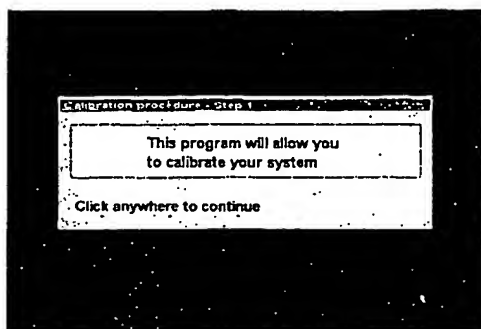 Calibration procedure - Step 1
This program will allow you
to calibrate your system
Click anywhere to continue